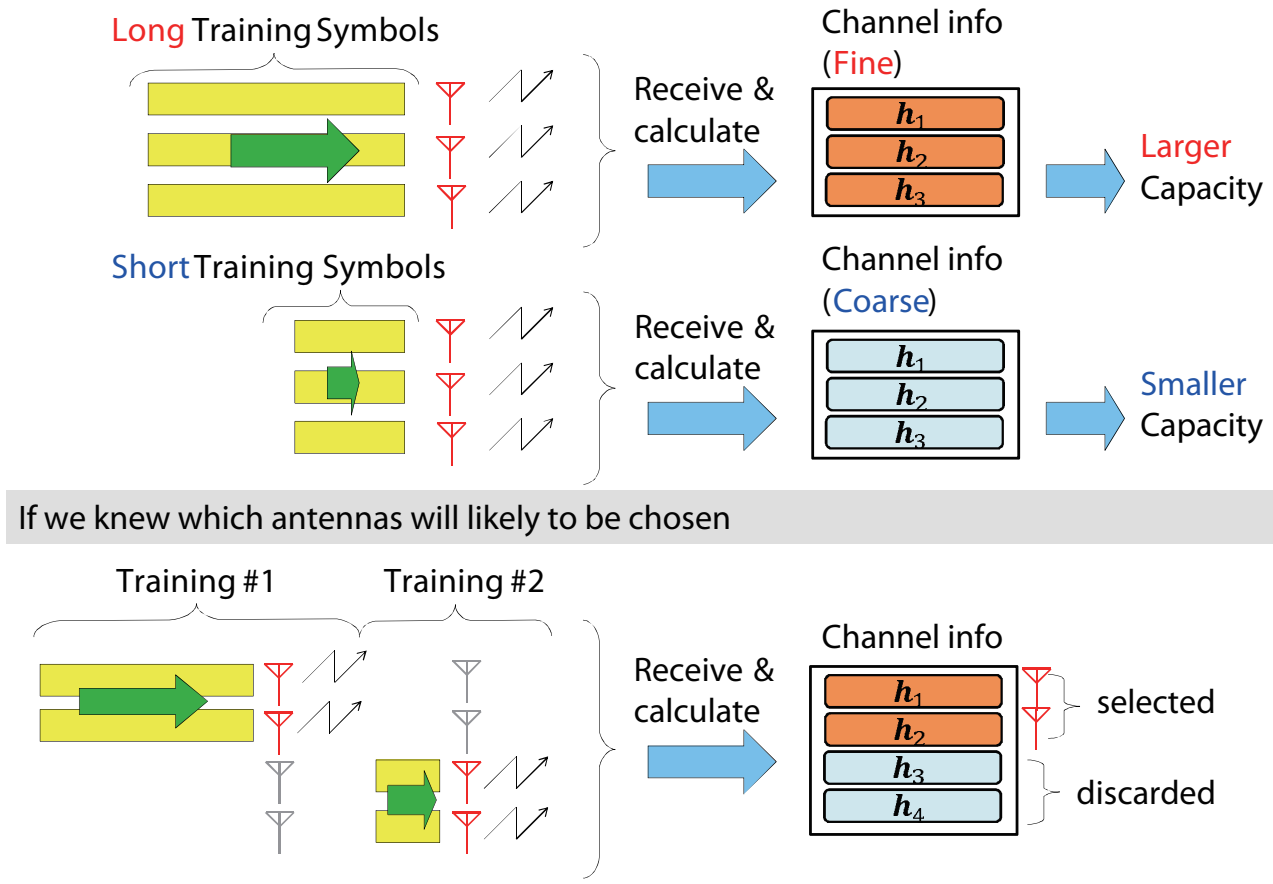 Long Training Symbols
Channel info
(Fine)
Receive &
calculate
h1
h2
h3
Larger
Capacity
Short Training Symbols
Channel info
(Coarse)
Receive &
calculate
h1
h2
h3
Smaller
Capacity
If we knew which antennas will likely to be chosen
Training #1
Training #2
Channel info
Receive &
calculate
h1
h2
h3
h4
selected
discarded